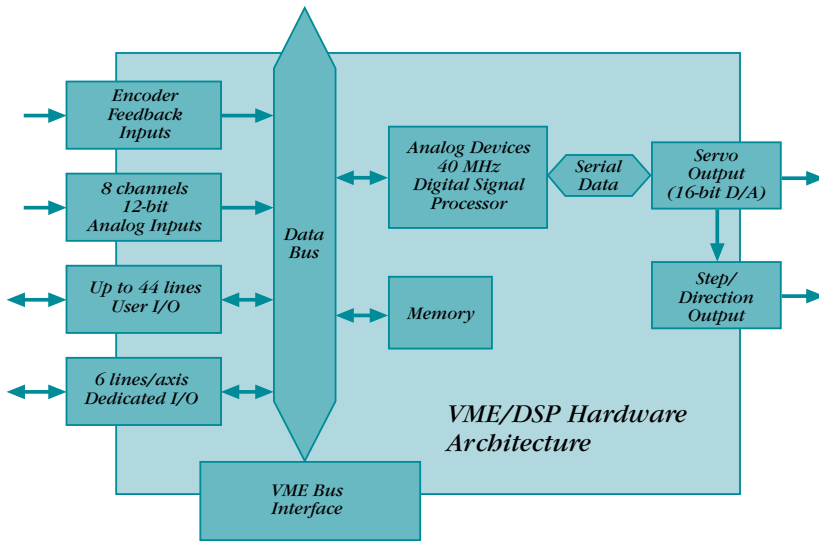 Encoder
Feedback
Inputs
8 channels
12-bit
Analog Inputs
Up to 44 lines
User I/O
6 lines/axis
Dedicated I/O
Data
Bus
Analog Devices
40 MHz
Digital Signal
Processor
Serial
Data
Servo
Output
(16-bit D/A)
Step/
Direction
Output
Memory
VME/DSP Hardware
Architecture
VME Bus
Interface